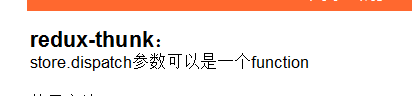 redux-thunk：
store.dispatch参数可以是一个function